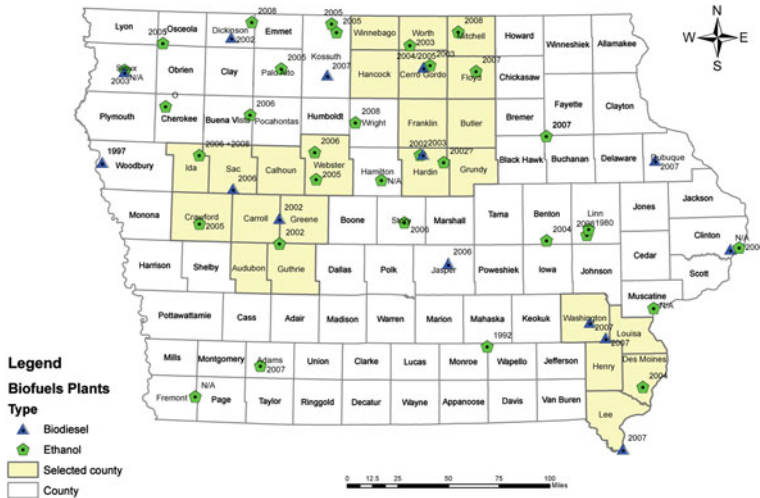 N
W E
S
Lyon Osceola Dickinson 2002 2008 Emmet 2005 2005 Kossuth 2007 Winnebago Worth 2003 2008 Mitchell Howard Winneshiek Allamakee
2005
Sioux N/A 2003 Obrien Clay Palo Alto 2005 Hancock 2004/2005 2003 Cerro Gordo Floyd 2007 Chickasaw
Plymouth Cherokee Buena Vista 2006 Pocahontas Humboldt 2008 Wright Franklin Butler Bremer Fayette Clayton
2007
1997 Woodbury Ida 2006 +2008 Sac 2006 Calhoun 2006 Webster 2005 Hamilton N/A 2002 2003 Hardin 2002? Grundy Black Hawk Buchanan Delaware Dubuque 2007
Monona Crawford 2005 Carroll 2002 Greene 2002 Boone Story 2006 Marshall Tama Benton 2004 Linn 1980 Jones Jackson
Clinton N/A
Harrison Shelby Audubon Guthrie Dallas Polk 2006 Jasper Poweshiek Iowa Johnson Cedar Scott
Muscatine N/A
Pottawattamie Cass Adair Madison Warren Marion Mahaska Keokuk Washington 2007 2007 Louisa
1992
Mills Montgomery Adams 2007 Union Clarke Lucas Monroe Wapello Jefferson Henry Des Moines 2004
Fremont N/A Page Taylor Ringgold Decatur Wayne Appanoose Davis Van Buren Lee 2007
Legend
Biofuels Plants
Type
Biodiesel
Ethanol
Selected county
County
0 12.5 25 50 75 100
Miles